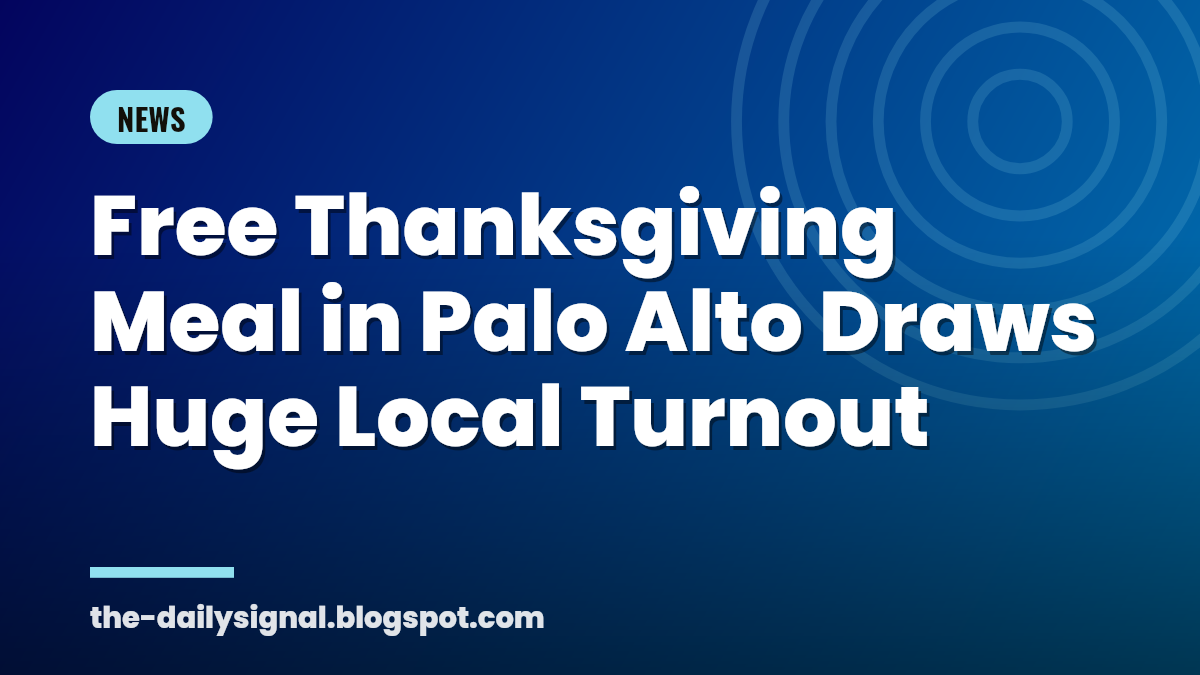 NEWS
Free Thanksgiving
Meal in Palo Alto Draws
Huge Local Turnout
the-dailysignal.blogspot.com